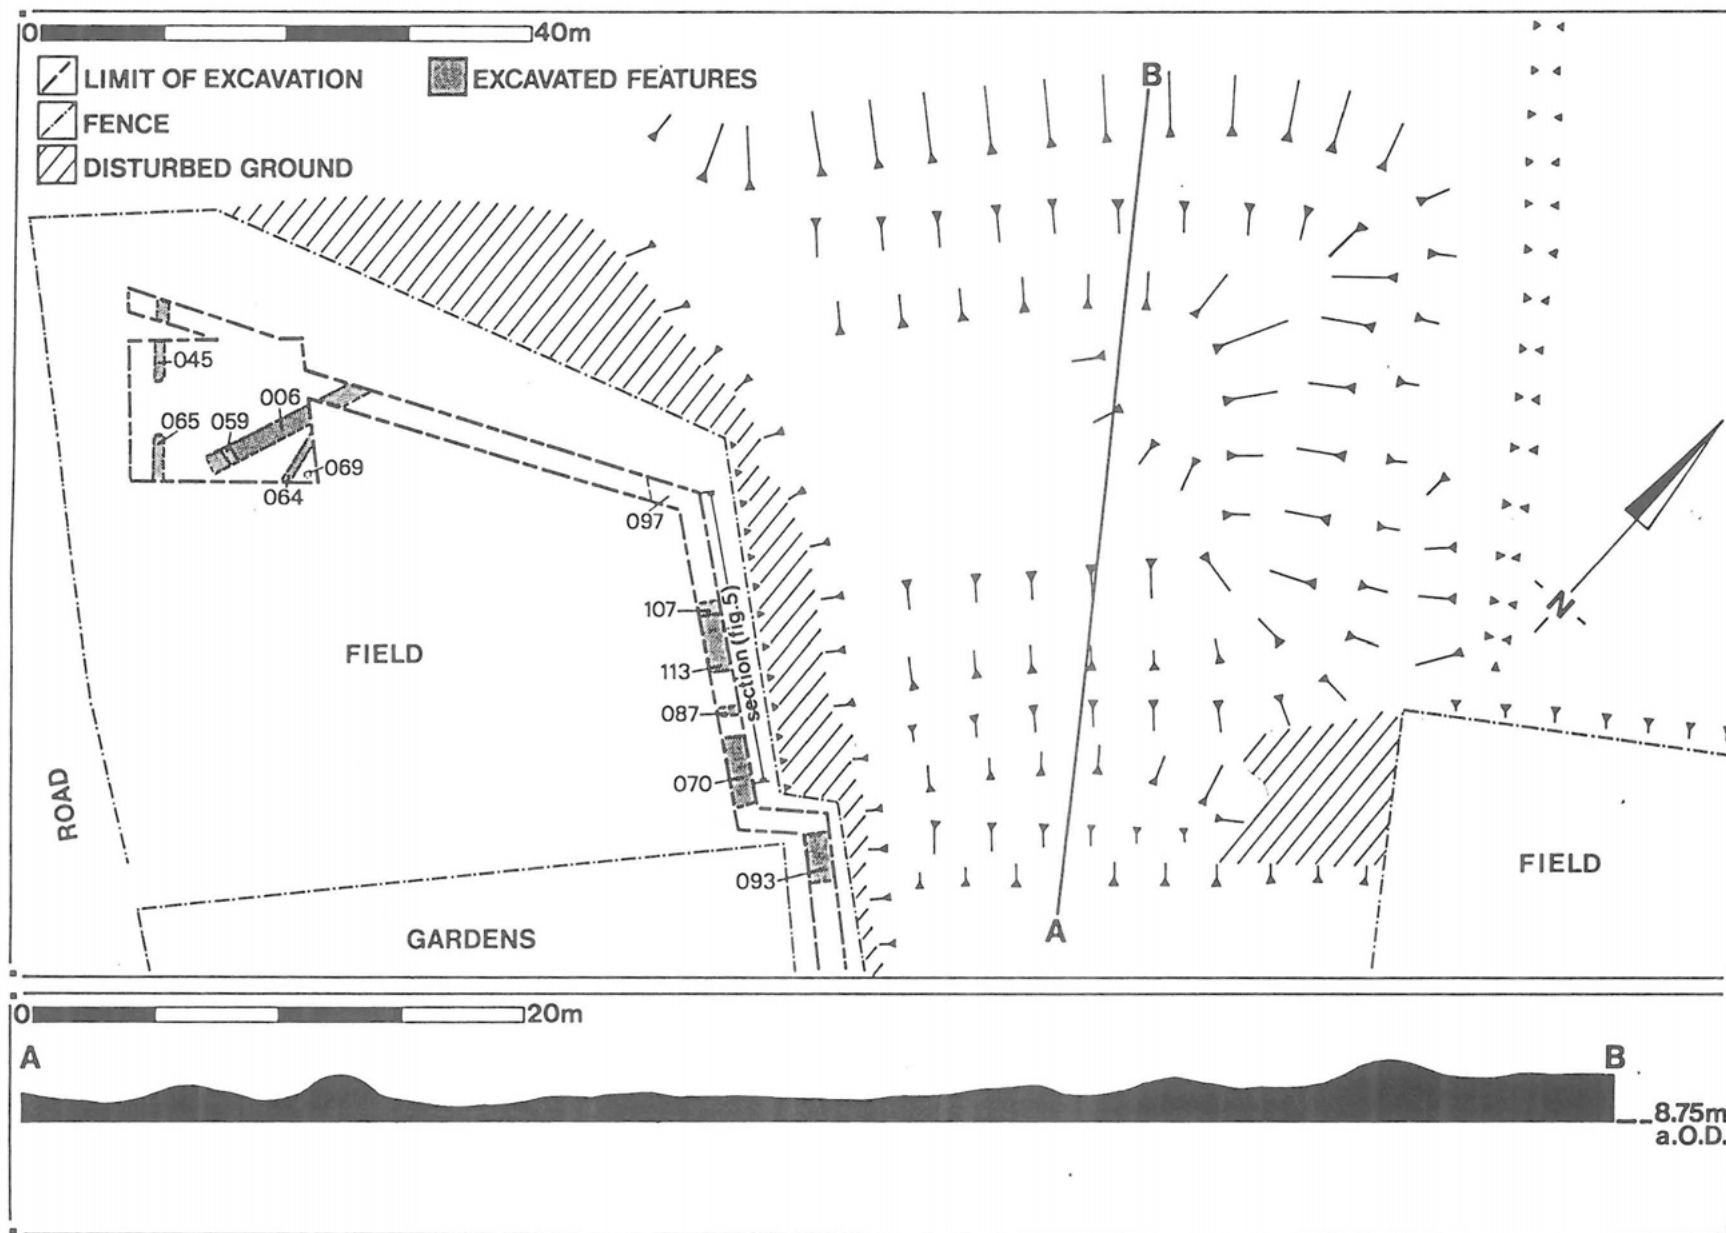 0 40m
LIMIT OF EXCAVATION
EXCAVATED FEATURES
FENCE
DISTURBED GROUND
B
045
006
065 059
069
064
097
107
section (fig 5)
FIELD
113
087
070
N
ROAD
093
FIELD
A
GARDENS
0 20m
A B
8.75m
a.O.D.